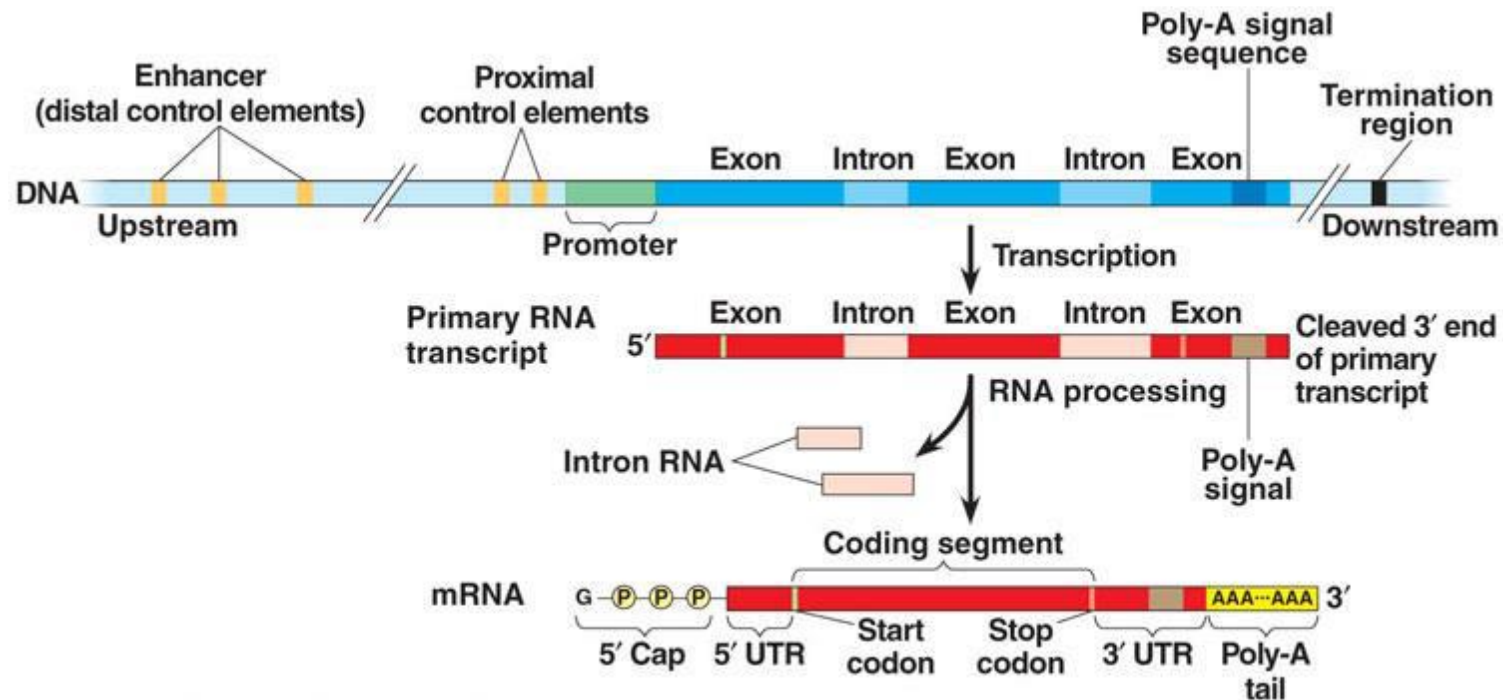 Poly-A signal
sequence
Enhancer
(distal control elements)
Proximal
control elements
Termination
region
Exon Intron Exon Intron Exon
DNA
Upstream
Promoter
Downstream
Transcription
Primary RNA
transcript
Exon Intron Exon Intron Exon
5′
Cleaved 3′ end
of primary
transcript
RNA processing
Intron RNA
Poly-A
signal
Coding segment
mRNA
G P P P
AAA···AAA 3′
5′ Cap
5′ UTR
Start
codon
Stop
codon
3′ UTR
Poly-A
tail